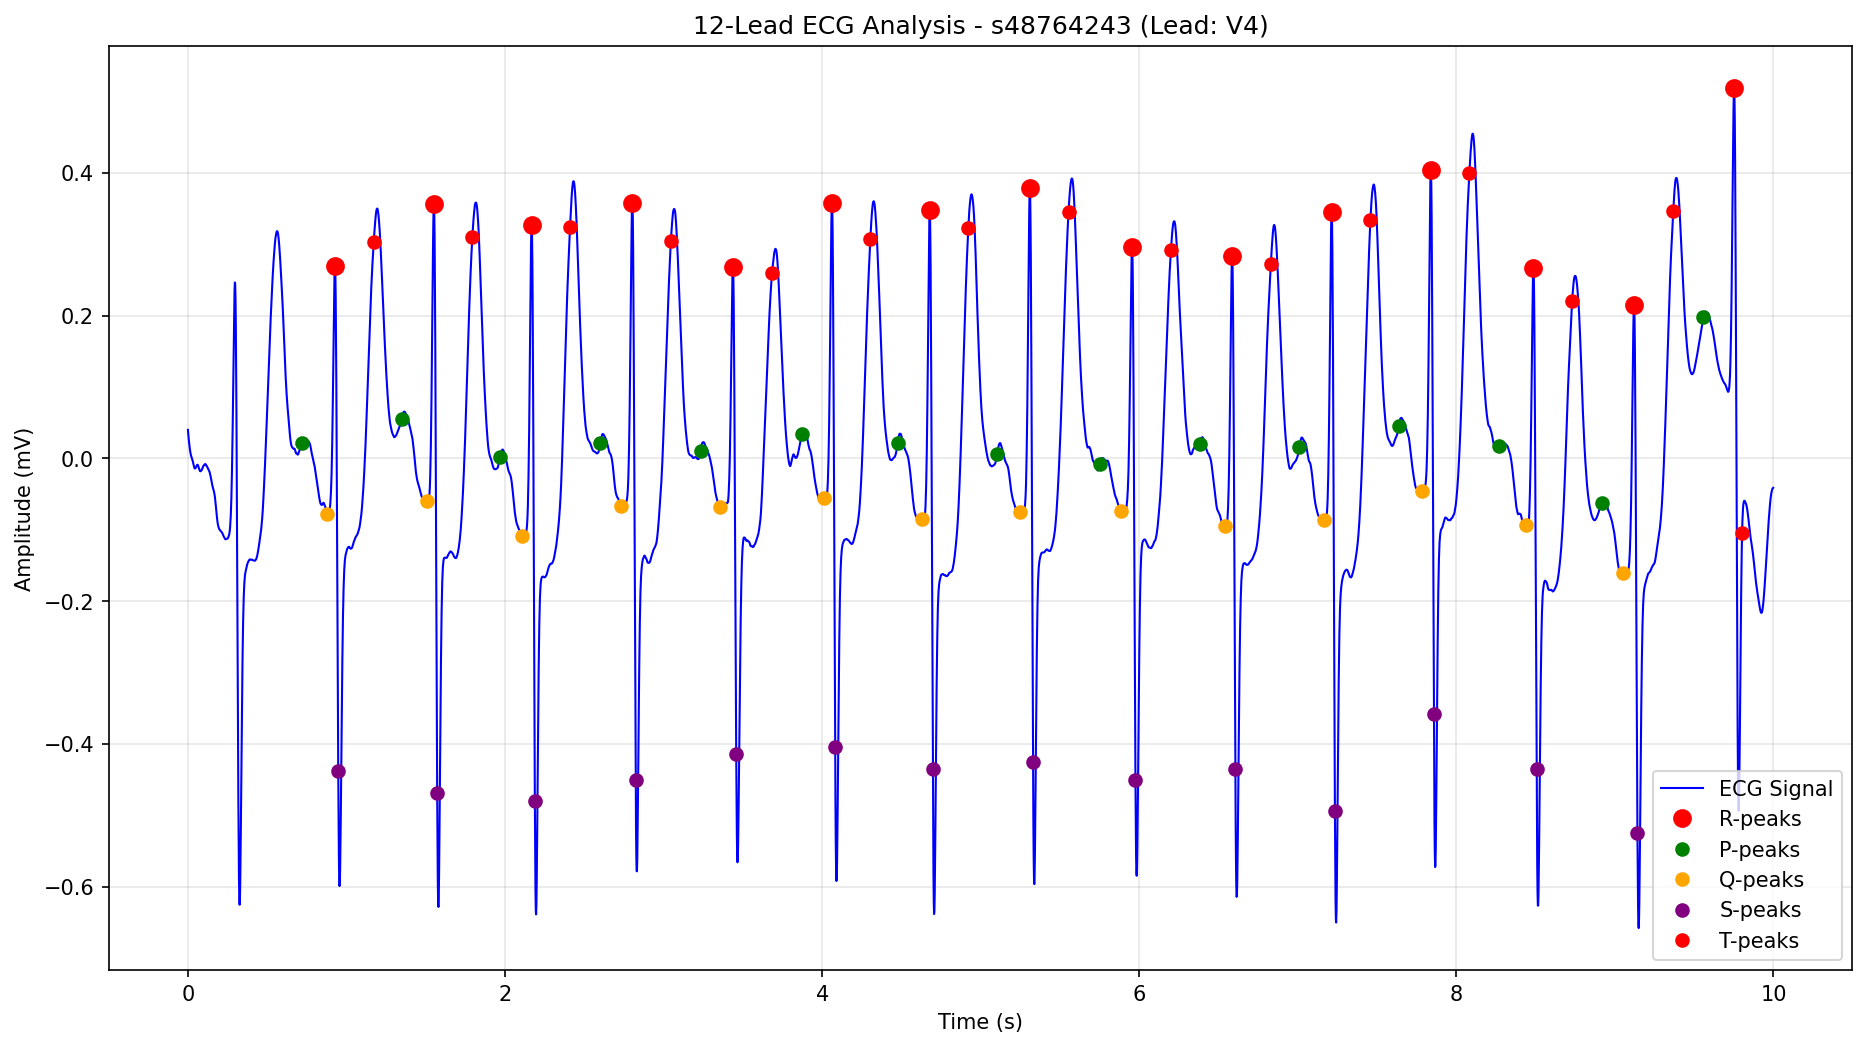 12-Lead ECG Analysis - s48764243 (Lead: V4)
Amplitude (mV)
0.4
0.2
0.0
−0.2
−0.4
−0.6
0 2 4 6 8 10
Time (s)
ECG Signal
R-peaks
P-peaks
Q-peaks
S-peaks
T-peaks